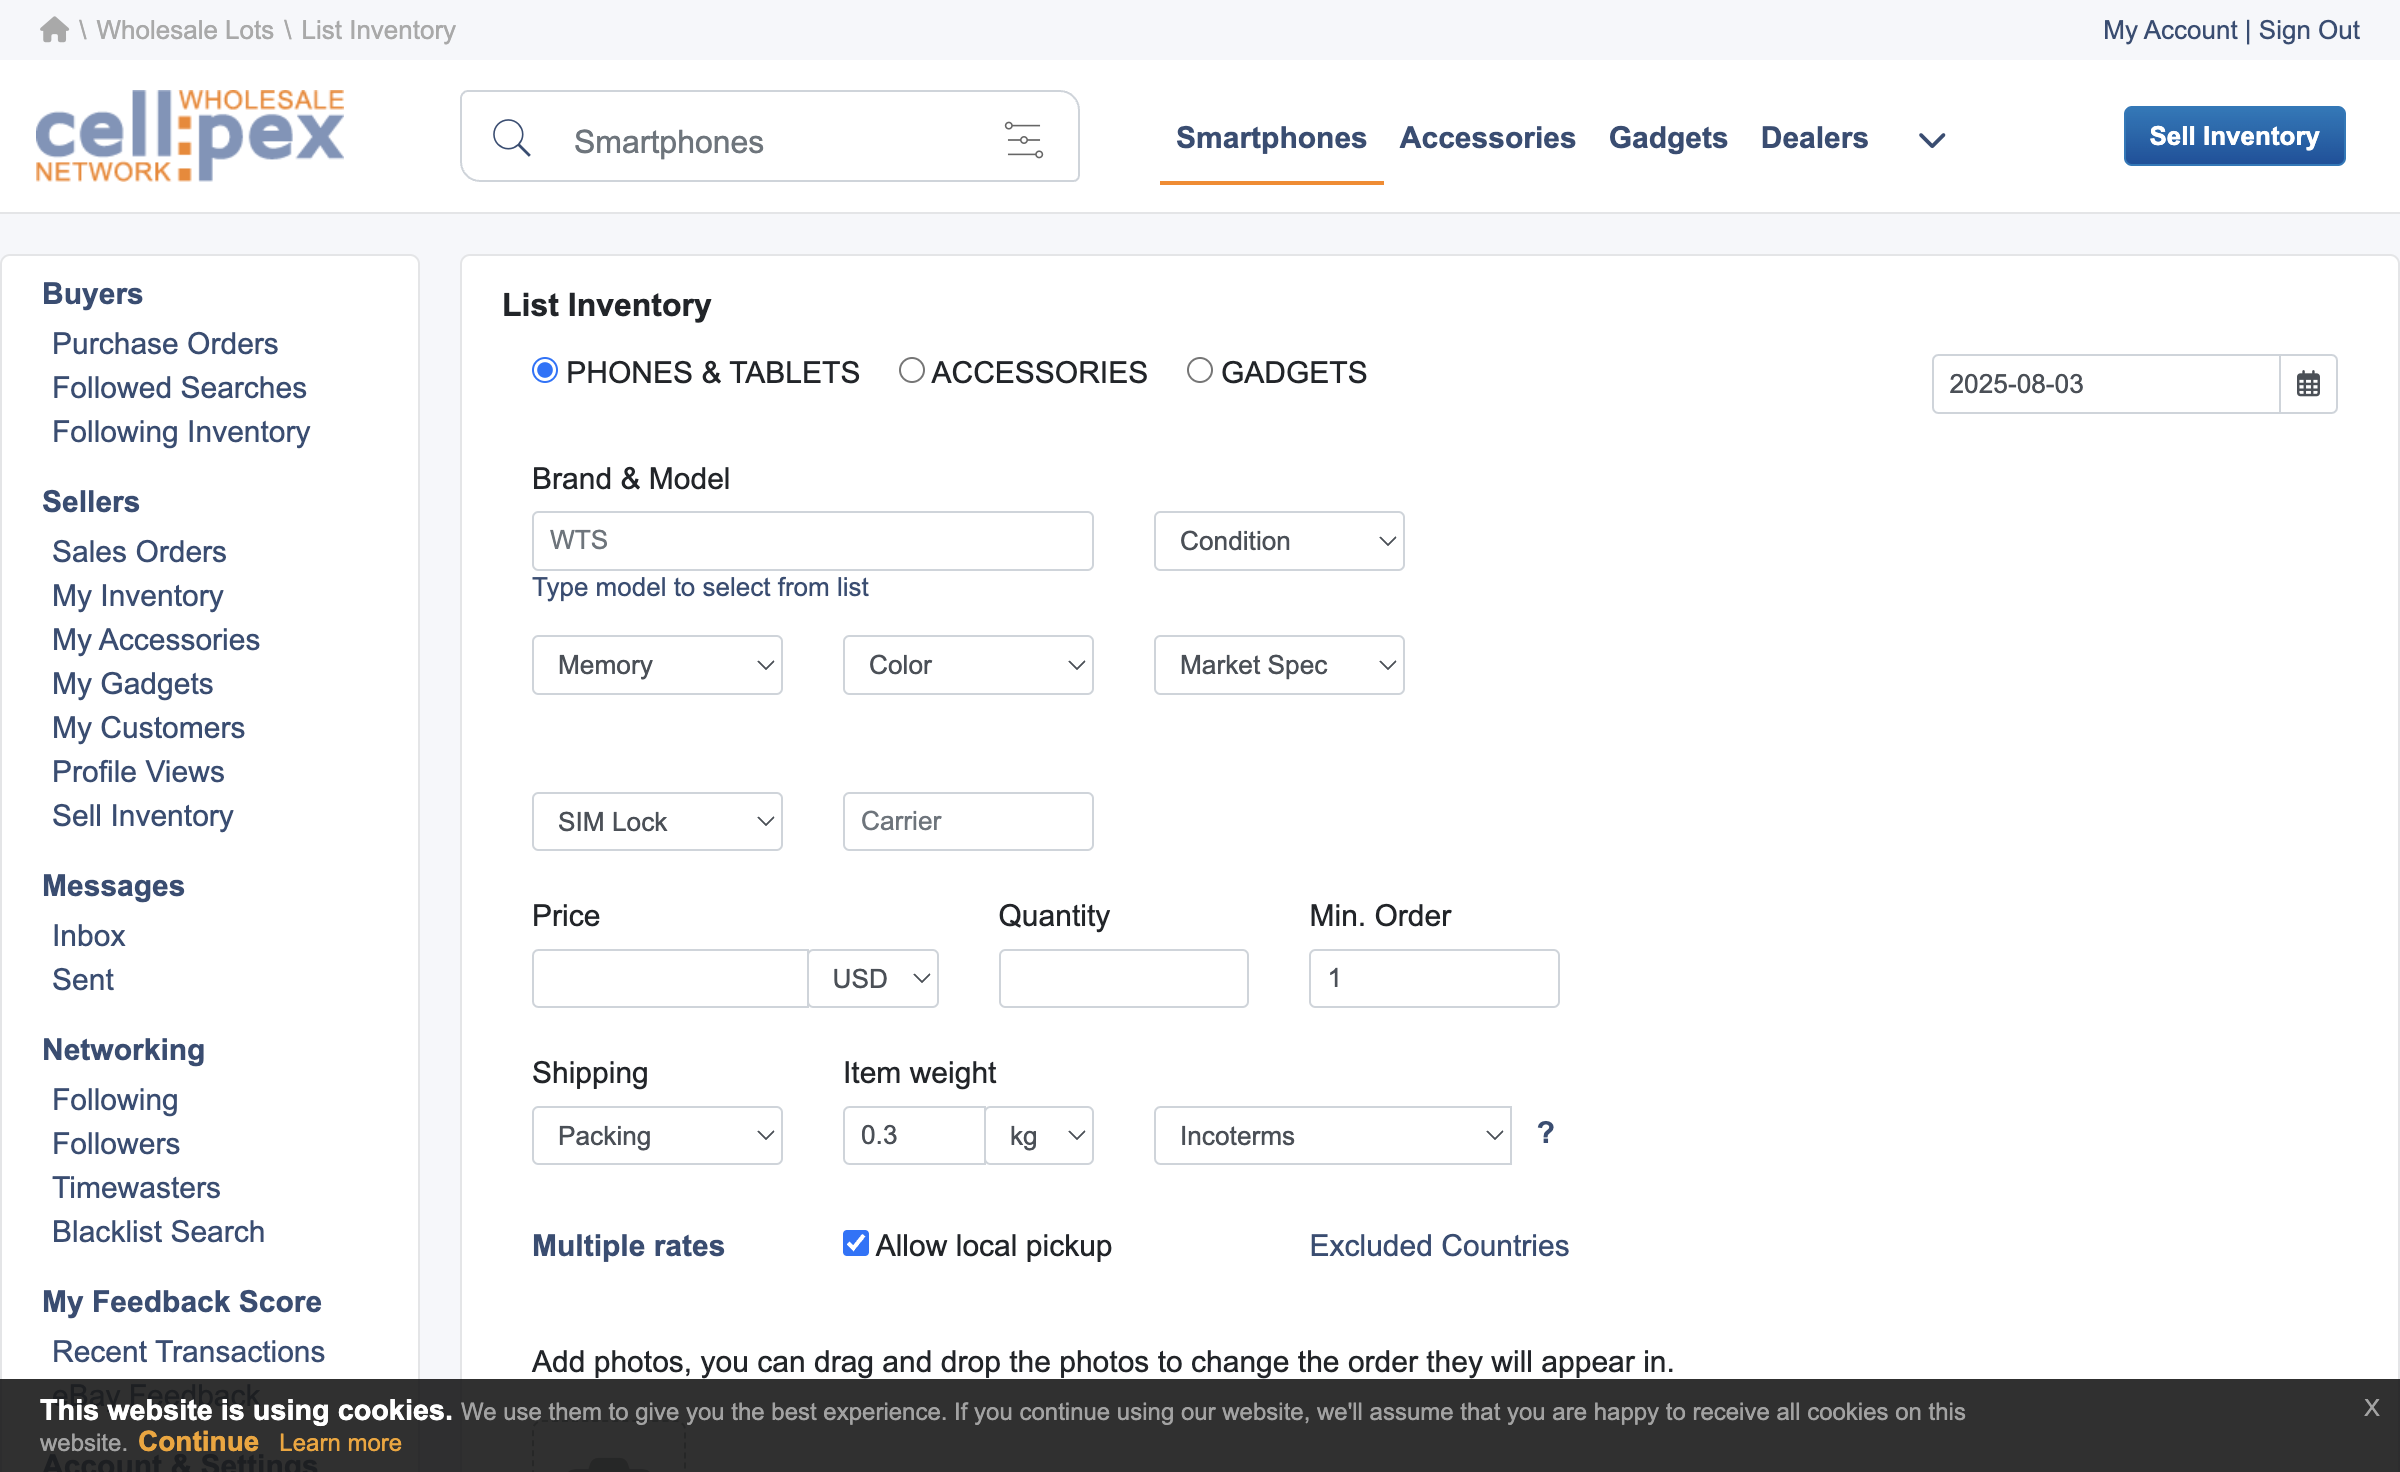 \ Wholesale Lots \ List Inventory
My Account | Sign Out
cell:pex WHOLESALE NETWORK
Smartphones
Smartphones Accessories Gadgets Dealers
Sell Inventory
Buyers
Purchase Orders
Followed Searches
Following Inventory
Sellers
Sales Orders
My Inventory
My Accessories
My Gadgets
My Customers
Profile Views
Sell Inventory
Messages
Inbox
Sent
Networking
Following
Followers
Timewasters
Blacklist Search
My Feedback Score
Recent Transactions
eBay Feedback
Account & Settings
List Inventory
PHONES & TABLETS ACCESSORIES GADGETS
2025-08-03
Brand & Model
WTS
Condition
Type model to select from list
Memory Color Market Spec
SIM Lock Carrier
Price Quantity Min. Order
USD 1
Shipping Item weight
Packing 0.3 kg Incoterms ?
Multiple rates Allow local pickup Excluded Countries
Add photos, you can drag and drop the photos to change the order they will appear in.
This website is using cookies. We use them to give you the best experience. If you continue using our website, we'll assume that you are happy to receive all cookies on this
website. Continue Learn more
X